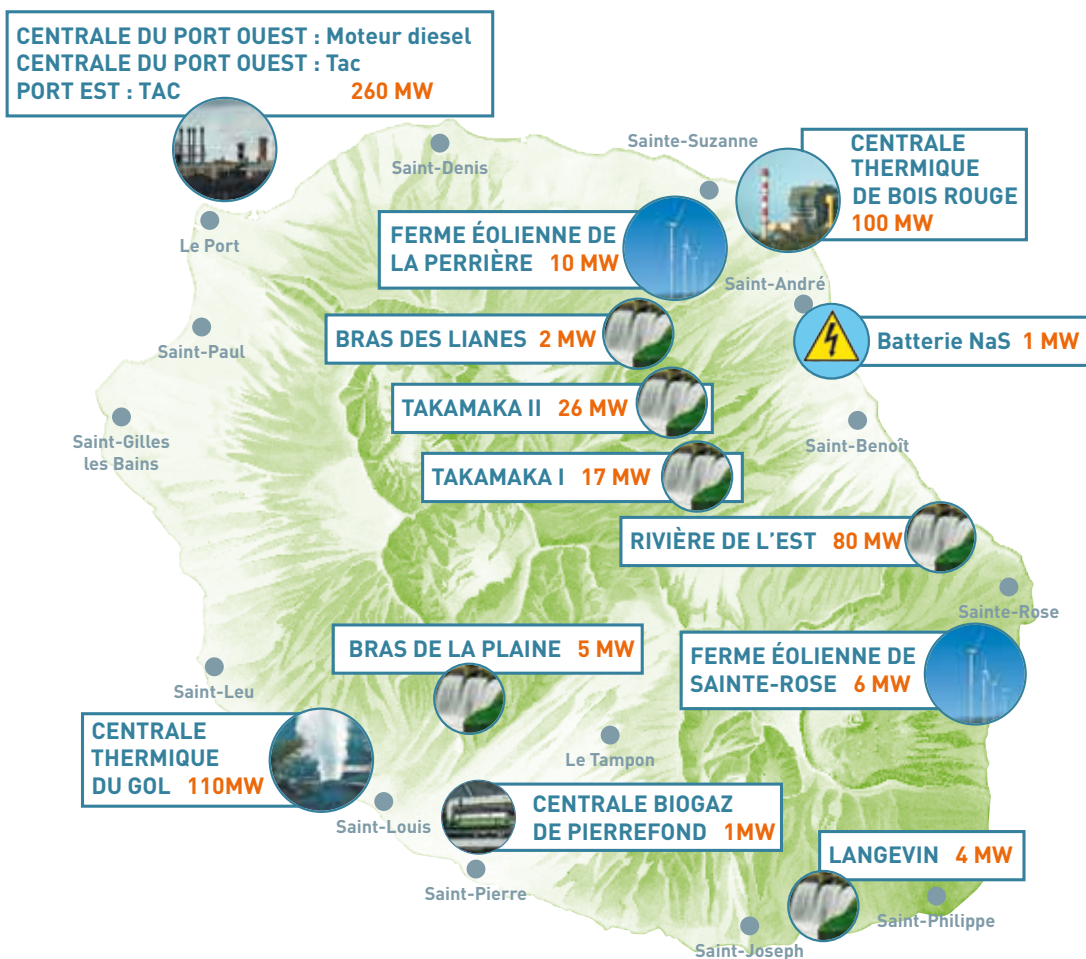 CENTRALE DU PORT OUEST : Moteur diesel
CENTRALE DU PORT OUEST : Tac
PORT EST : TAC 260 MW
Saint-Denis
Sainte-Suzanne
CENTRALE
THERMIQUE
DE BOIS ROUGE
100 MW
Le Port
FERME ÉOLIENNE DE
LA PERRIÈRE 10 MW
Saint-André
Saint-Paul
BRAS DES LIANES 2 MW
Batterie NaS 1 MW
TAKAMAKA II 26 MW
Saint-Gilles
les Bains
Saint-Benoît
TAKAMAKA I 17 MW
RIVIÈRE DE L'EST 80 MW
Sainte-Rose
BRAS DE LA PLAINE 5 MW
FERME ÉOLIENNE DE
SAINTE-ROSE 6 MW
Saint-Leu
CENTRALE
THERMIQUE
DU GOL 110MW
Le Tampon
Saint-Louis
CENTRALE BIOGAZ
DE PIERREFOND 1MW
LANGEVIN 4 MW
Saint-Pierre
Saint-Philippe
Saint-Joseph